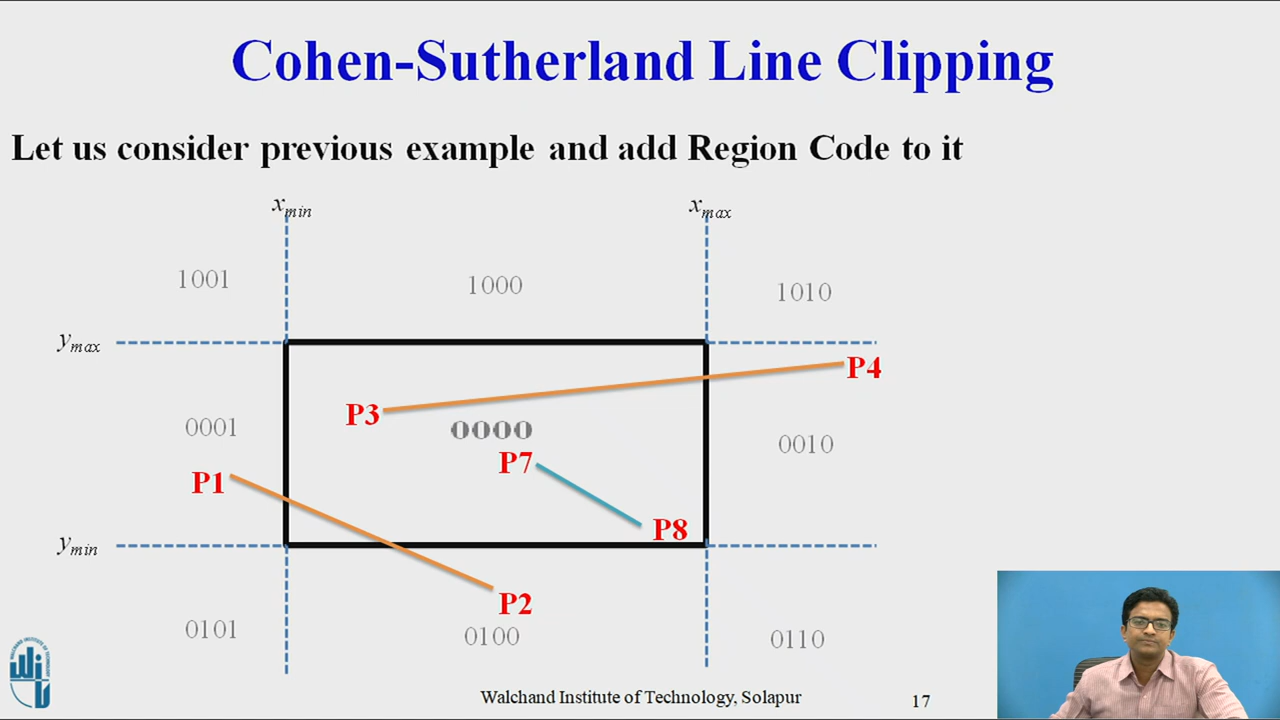 Cohen-Sutherland Line Clipping
Let us consider previous example and add Region Code to it
xmin
xmax
1001
1000
1010
ymax
P4
P3
0001
0000
0010
P7
P1
P8
ymin
P2
0101
0100
0110
Walchand Institute of Technology, Solapur
17